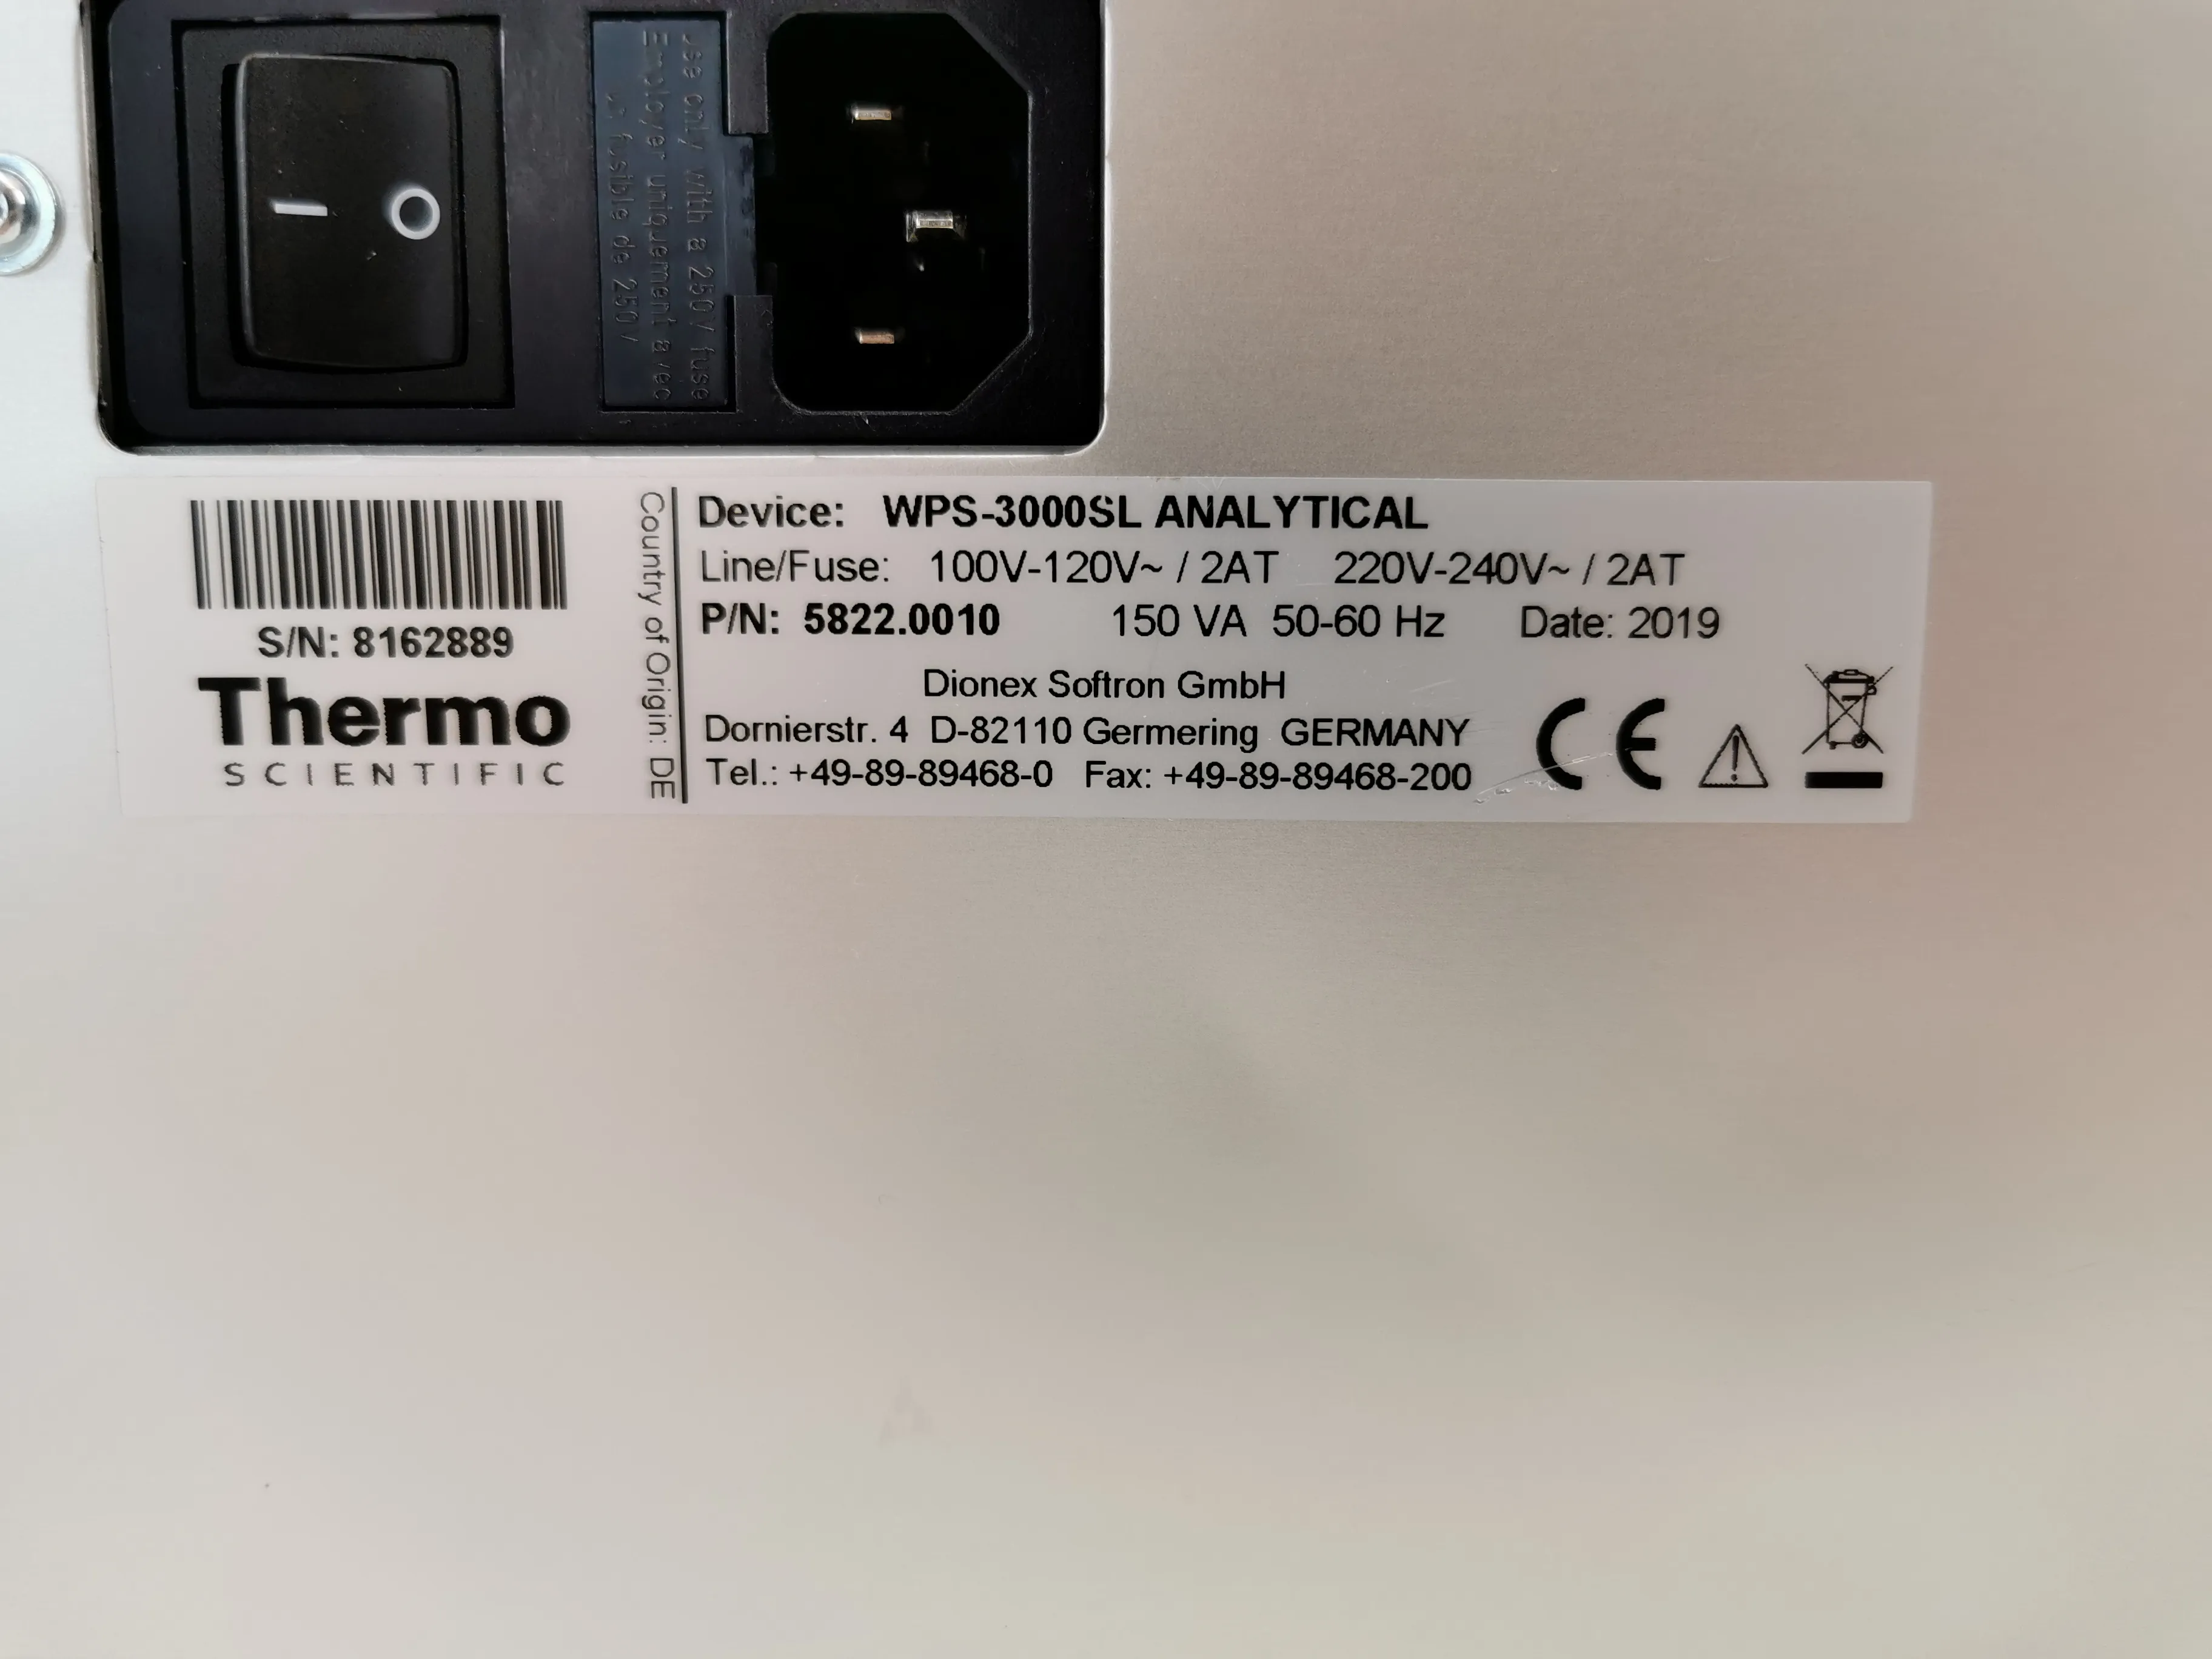 Use only with a 250V fuse
Employer uniquement avec
un fusible de 250V
S/N: 8162889
Thermo
SCIENTIFIC
Country of Origin: DE
Device: WPS-3000SL ANALYTICAL
Line/Fuse: 100V-120V~ / 2AT 220V-240V~ / 2AT
P/N: 5822.0010 150 VA 50-60 Hz Date: 2019
Dionex Softron GmbH
Dornierstr. 4 D-82110 Germering GERMANY
Tel.: +49-89-89468-0 Fax: +49-89-89468-200
CE